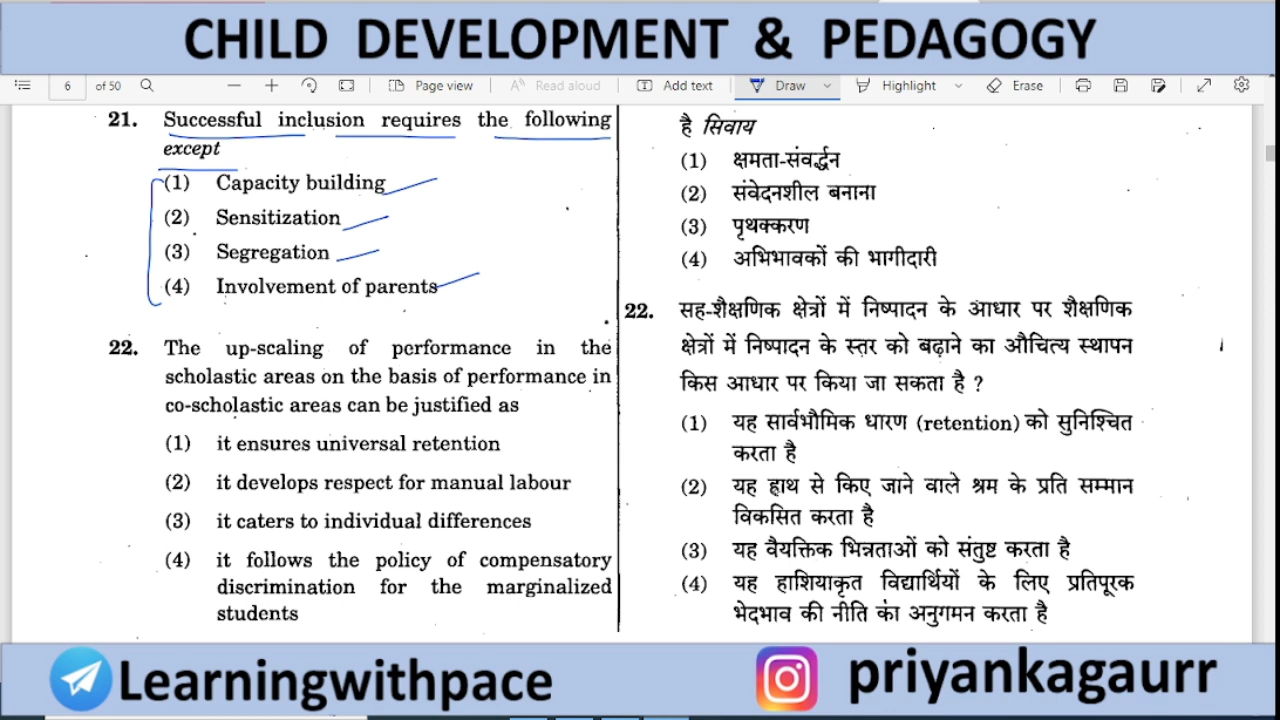 CHILD DEVELOPMENT & PEDAGOGY
6 of 50
Page view
Read aloud
Add text
Draw
Highlight
Erase
21. Successful inclusion requires the following
except
(1) Capacity building
(2) Sensitization
(3) Segregation
(4) Involvement of parents
22. The up-scaling of performance in the
scholastic areas on the basis of performance in
co-scholastic areas can be justified as
(1) it ensures universal retention
(2) it develops respect for manual labour
(3) it caters to individual differences
(4) it follows the policy of compensatory
discrimination for the marginalized
students
है सिवाय
(1) क्षमता-संवर्द्धन
(2) संवेदनशील बनाना
(3) पृथक्करण
(4) अभिभावकों की भागीदारी
22. सह-शैक्षणिक क्षेत्रों में निष्पादन के आधार पर शैक्षणिक
क्षेत्रों में निष्पादन के स्तर को बढ़ाने का औचित्य स्थापन
किस आधार पर किया जा सकता है ?
(1) यह सार्वभौमिक धारण (retention) को सुनिश्चित
करता है
(2) यह हाथ से किए जाने वाले श्रम के प्रति सम्मान
विकसित करता है
(3) यह वैयक्तिक भिन्नताओं को संतुष्ट करता है
(4) यह हाशियाकृत विद्यार्थियों के लिए प्रतिपूरक
भेदभाव की नीति का अनुगमन करता है
Learningwithpace
priyankagaurr